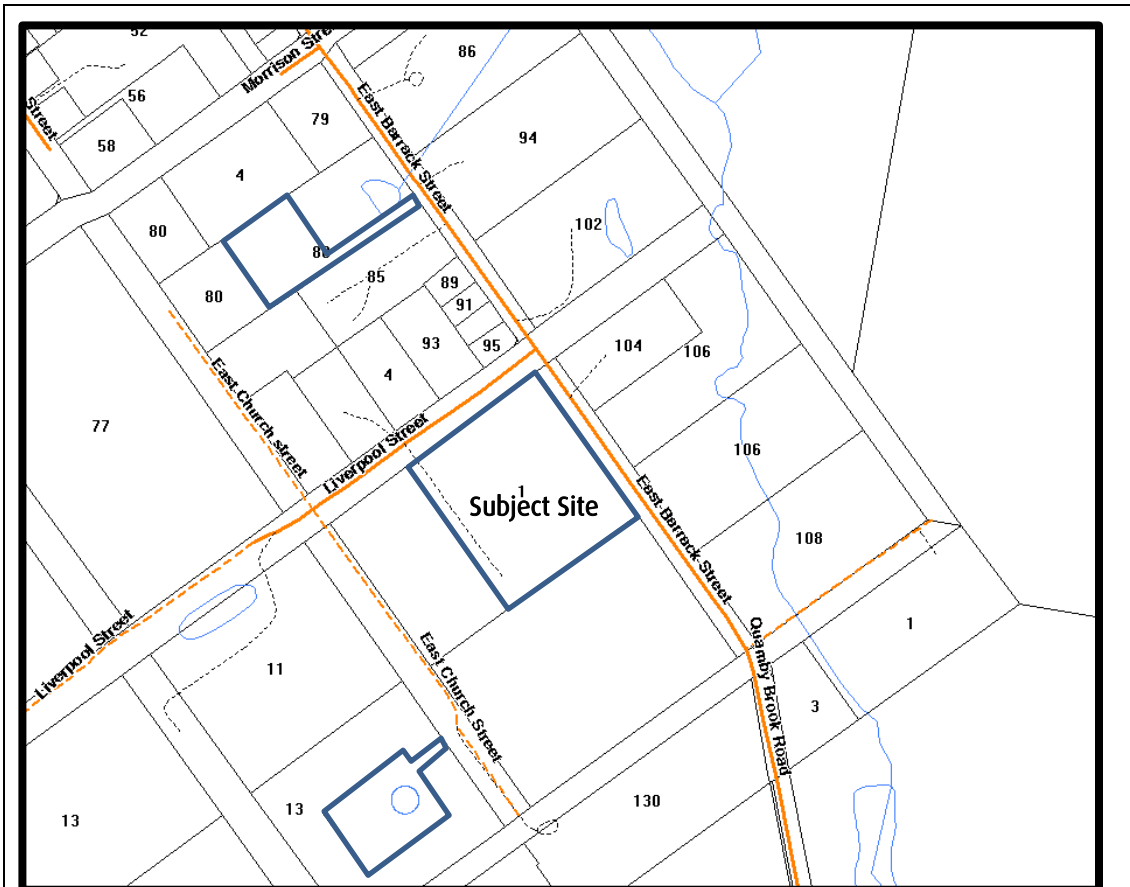 52
Morrison Stre
86
56
Street
58
79
East Barrack Street
94
4
80
102
80
85
89
91
93
95
104
106
4
East Church street
Liverpool Street
77
106
1
Subject Site
East Barrack Street
108
Liverpool Street
11
East Church Street
Quamby Brook Road
1
3
13
13
130